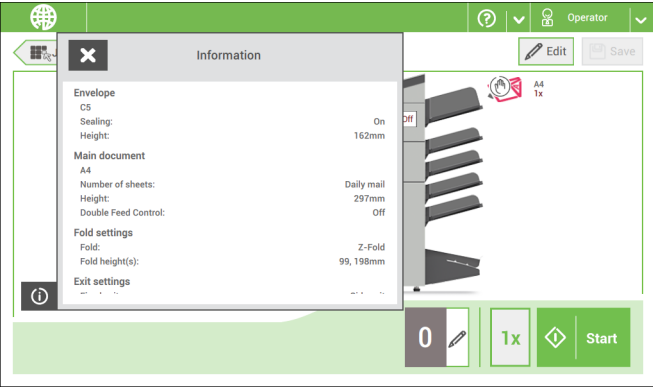 Operator
Information
Edit
Save
Envelope
C5
Sealing: On
Height: 162mm
Main document
A4
Number of sheets: Daily mail
Height: 297mm
Double Feed Control: Off
Fold settings
Fold: Z-Fold
Fold height(s): 99, 198mm
Exit settings
Off
A4
1x
0
1x
Start